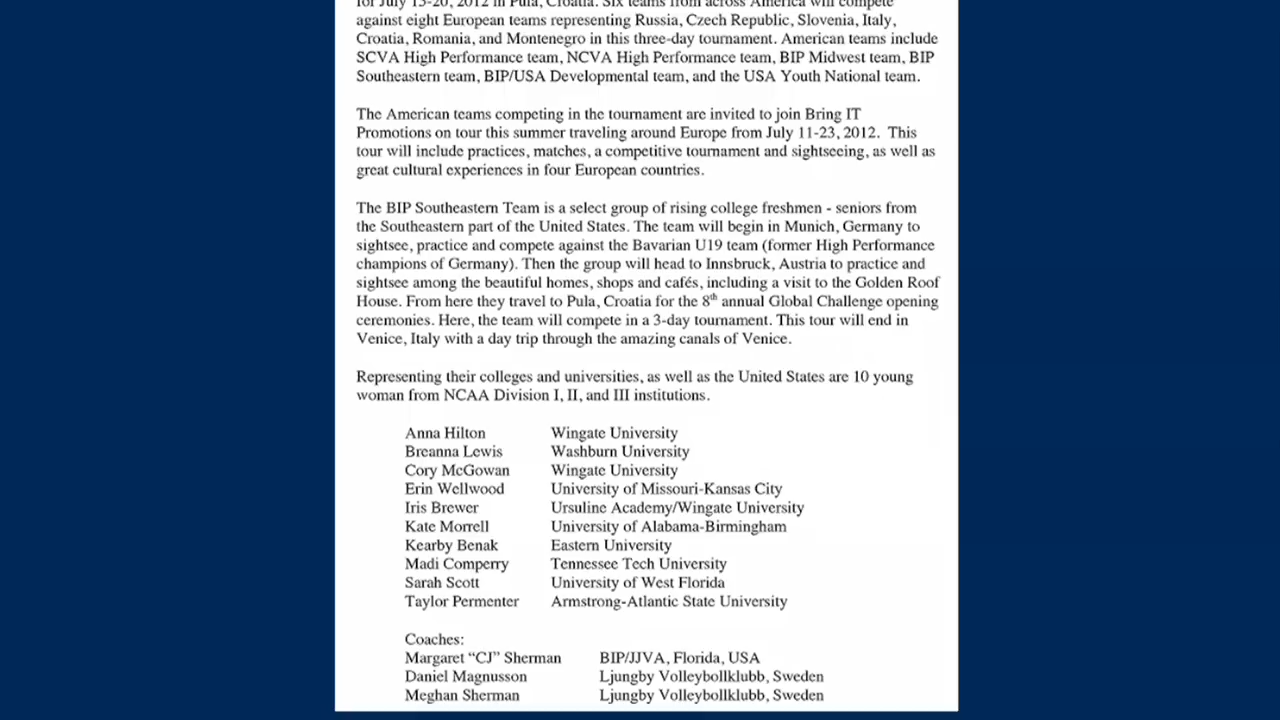 for July 15-20, 2012 in Pula, Croatia. Six teams from across America will compete
against eight European teams representing Russia, Czech Republic, Slovenia, Italy,
Croatia, Romania, and Montenegro in this three-day tournament. American teams include
SCVA High Performance team, NCVA High Performance team, BIP Midwest team, BIP
Southeastern team, BIP/USA Developmental team, and the USA Youth National team.
The American teams competing in the tournament are invited to join Bring IT
Promotions on tour this summer traveling around Europe from July 11-23, 2012. This
tour will include practices, matches, a competitive tournament and sightseeing, as well as
great cultural experiences in four European countries.
The BIP Southeastern Team is a select group of rising college freshmen - seniors from
the Southeastern part of the United States. The team will begin in Munich, Germany to
sightsee, practice and compete against the Bavarian U19 team (former High Performance
champions of Germany). Then the group will head to Innsbruck, Austria to practice and
sightsee among the beautiful homes, shops and cafés, including a visit to the Golden Roof
House. From here they travel to Pula, Croatia for the 8th annual Global Challenge opening
ceremonies. Here, the team will compete in a 3-day tournament. This tour will end in
Venice, Italy with a day trip through the amazing canals of Venice.
Representing their colleges and universities, as well as the United States are 10 young
woman from NCAA Division I, II, and III institutions.
Anna Hilton Wingate University
Breanna Lewis Washburn University
Cory McGowan Wingate University
Erin Wellwood University of Missouri-Kansas City
Iris Brewer Ursuline Academy/Wingate University
Kate Morrell University of Alabama-Birmingham
Kearby Benak Eastern University
Madi Comperry Tennessee Tech University
Sarah Scott University of West Florida
Taylor Permenter Armstrong-Atlantic State University
Coaches:
Margaret “CJ” Sherman BIP/JJVA, Florida, USA
Daniel Magnusson Ljungby Volleybollklubb, Sweden
Meghan Sherman Ljungby Volleybollklubb, Sweden